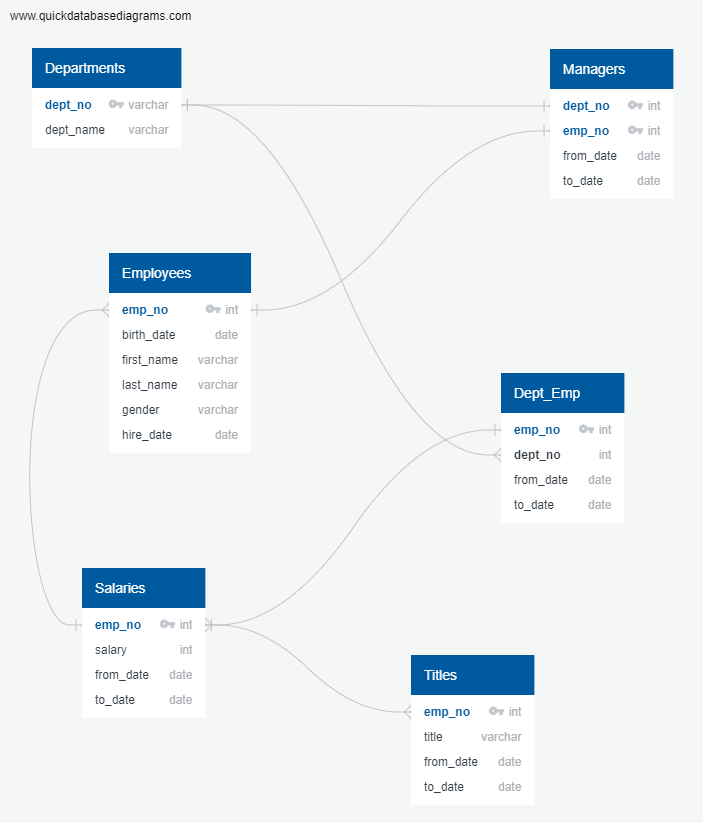 www.quickdatabasediagrams.com
Departments
dept_no varchar
dept_name varchar
Managers
dept_no int
emp_no int
from_date date
to_date date
Employees
emp_no int
birth_date date
first_name varchar
last_name varchar
gender varchar
hire_date date
Dept_Emp
emp_no int
dept_no int
from_date date
to_date date
Salaries
emp_no int
salary int
from_date date
to_date date
Titles
emp_no int
title varchar
from_date date
to_date date